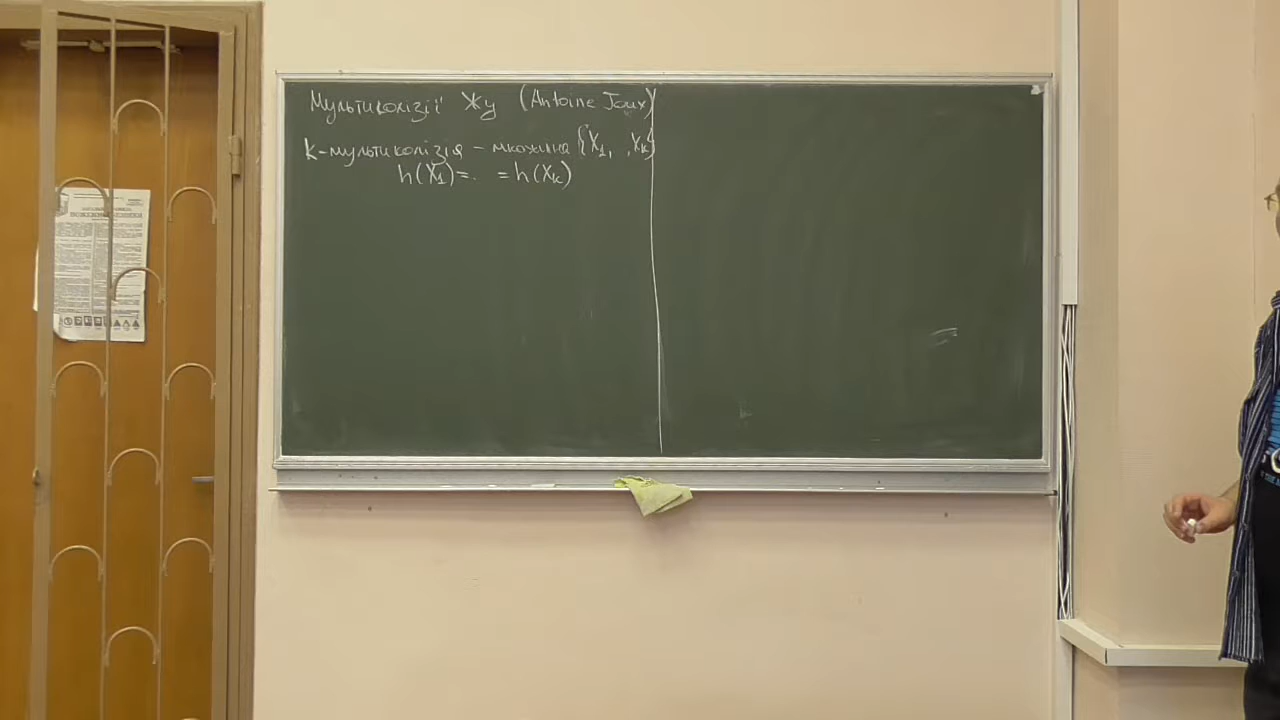 Мультиколізії Жу (Antoine Joux)
k-мультиколізія – множина {X₁, , Xₖ}
h(X₁)=. =h(Xₖ)